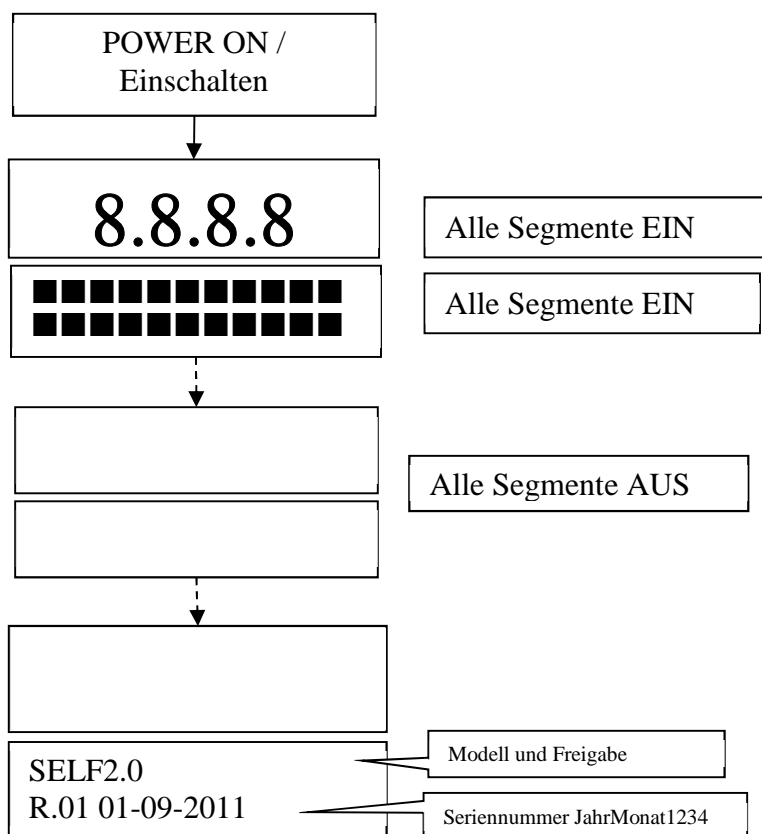 POWER ON /
Einschalten
8.8.8.8
Alle Segmente EIN
Alle Segmente EIN
Alle Segmente AUS
SELF2.0
Modell und Freigabe
R.01 01-09-2011
Seriennummer JahrMonat1234